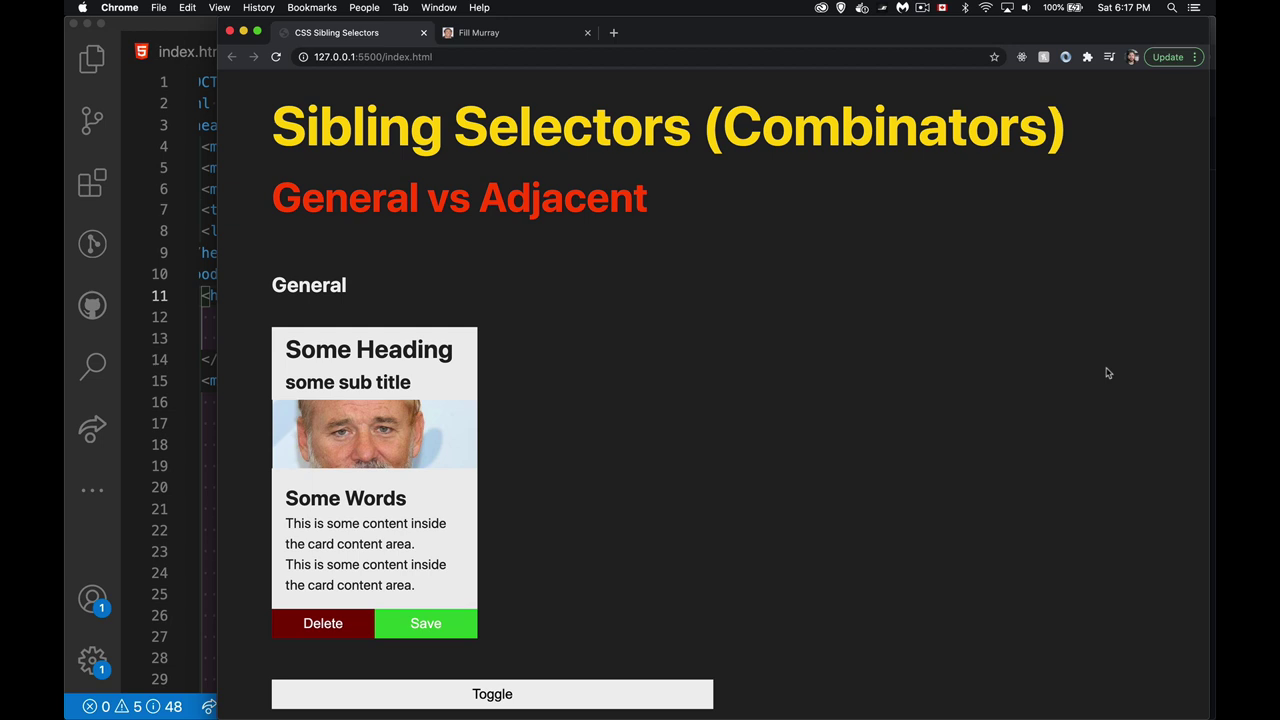 Chrome File Edit View History Bookmarks People Tab Window Help 100% Sat 6:17 PM
CSS Sibling Selectors Fill Murray
127.0.0.1:5500/index.html Update
index.ht
1
2
3
4 <m
5 <m
6 <m
7 <t
8 <l
9
10
11 <h
12
13
14 </
15 <m
16
17
18
19
20
21
22
23
24
25
26
27
28
29
1
1
0 5 48
Sibling Selectors (Combinators)
General vs Adjacent
General
Some Heading
some sub title
Some Words
This is some content inside
the card content area.
This is some content inside
the card content area.
Delete Save
Toggle